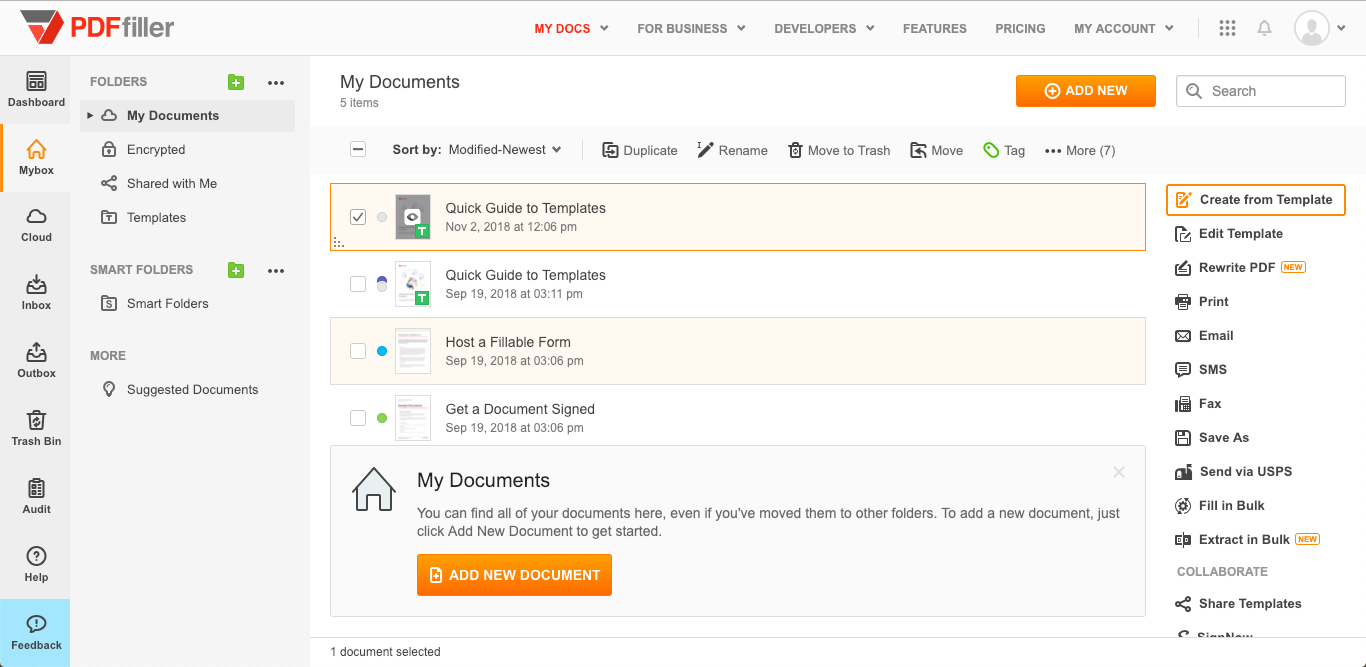 PDFfiller
MY DOCS
FOR BUSINESS
DEVELOPERS
FEATURES
PRICING
MY ACCOUNT
Dashboard
Mybox
Cloud
Inbox
Outbox
Trash Bin
Audit
Help
Feedback
FOLDERS
My Documents
Encrypted
Shared with Me
Templates
SMART FOLDERS
Smart Folders
MORE
Suggested Documents
My Documents
5 items
ADD NEW
Search
Sort by: Modified-Newest
Duplicate
Rename
Move to Trash
Move
Tag
More (7)
T
Quick Guide to Templates
Nov 2, 2018 at 12:06 pm
T
Quick Guide to Templates
Sep 19, 2018 at 03:11 pm
Host a Fillable Form
Sep 19, 2018 at 03:06 pm
Get a Document Signed
Sep 19, 2018 at 03:06 pm
My Documents
You can find all of your documents here, even if you've moved them to other folders. To add a new document, just
click Add New Document to get started.
ADD NEW DOCUMENT
1 document selected
Create from Template
Edit Template
Rewrite PDF NEW
Print
Email
SMS
Fax
Save As
Send via USPS
Fill in Bulk
Extract in Bulk NEW
COLLABORATE
Share Templates
SignNow